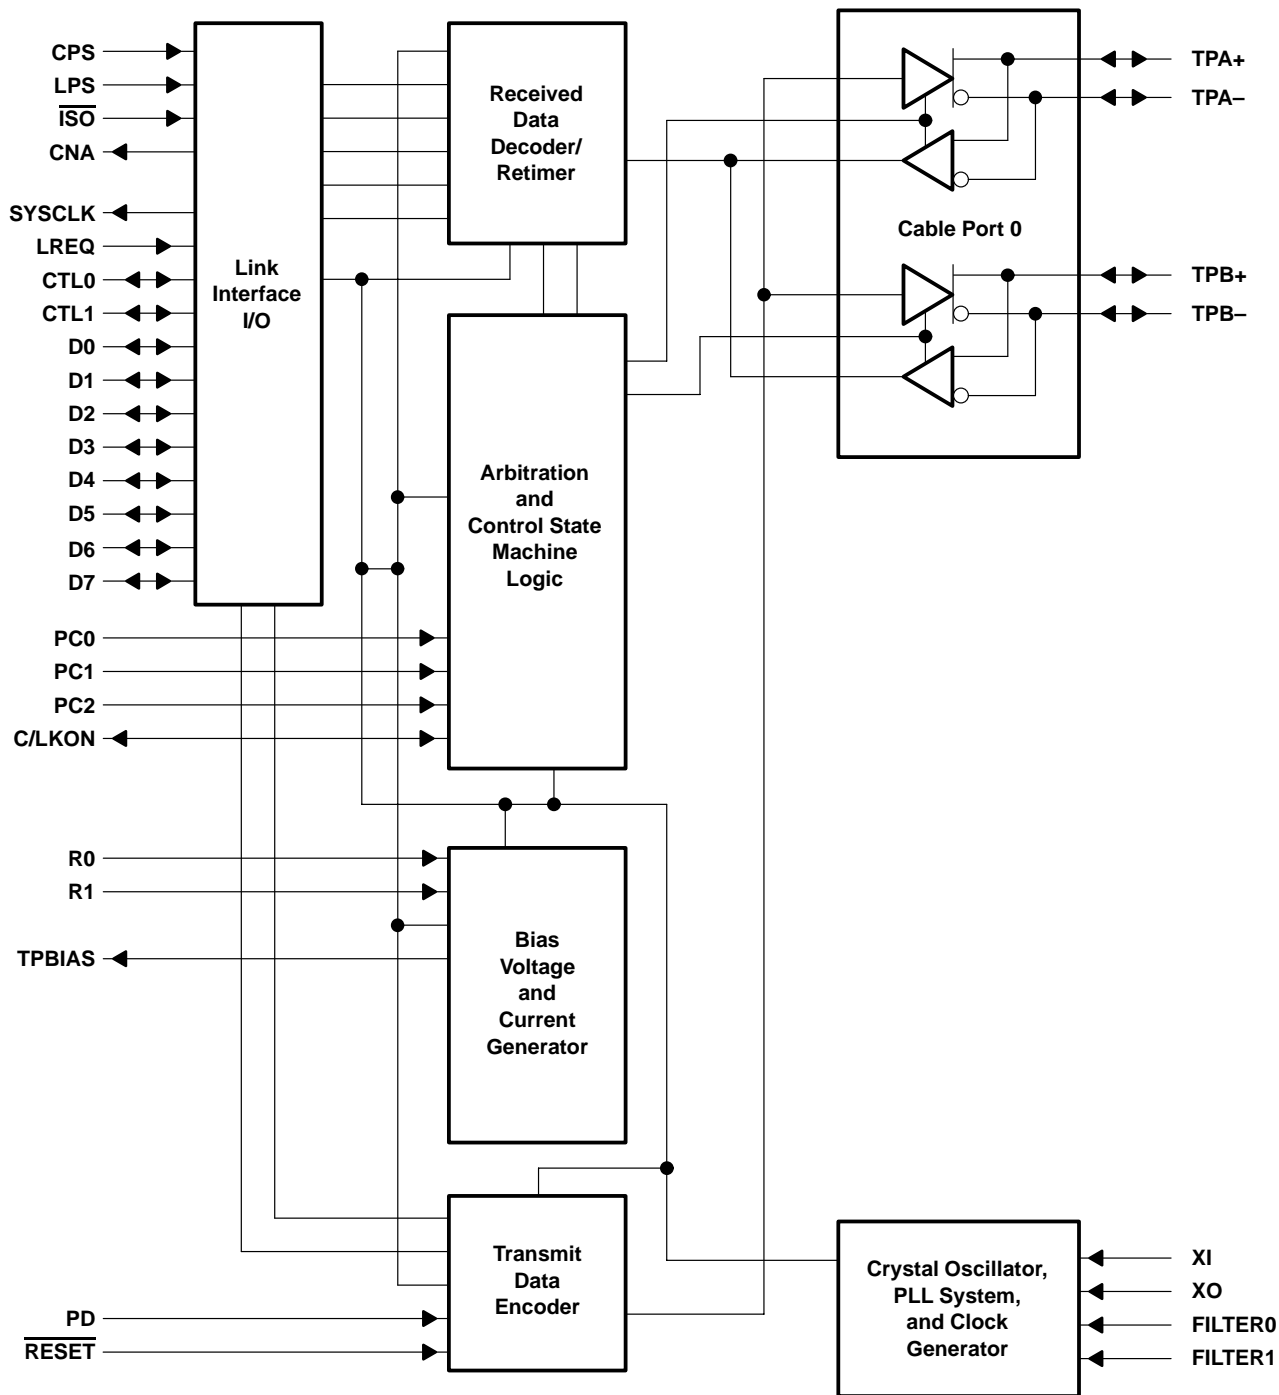 CPS
LPS
ISO
CNA
SYSCLK
LREQ
CTL0
CTL1
D0
D1
D2
D3
D4
D5
D6
D7
PC0
PC1
PC2
C/LKON
R0
R1
TPBIAS
PD
RESET
Link
Interface
I/O
Received
Data
Decoder/
Retimer
Arbitration
and
Control State
Machine
Logic
Bias
Voltage
and
Current
Generator
Transmit
Data
Encoder
Cable Port 0
TPA+
TPA–
TPB+
TPB–
Crystal Oscillator,
PLL System,
and Clock
Generator
XI
XO
FILTER0
FILTER1